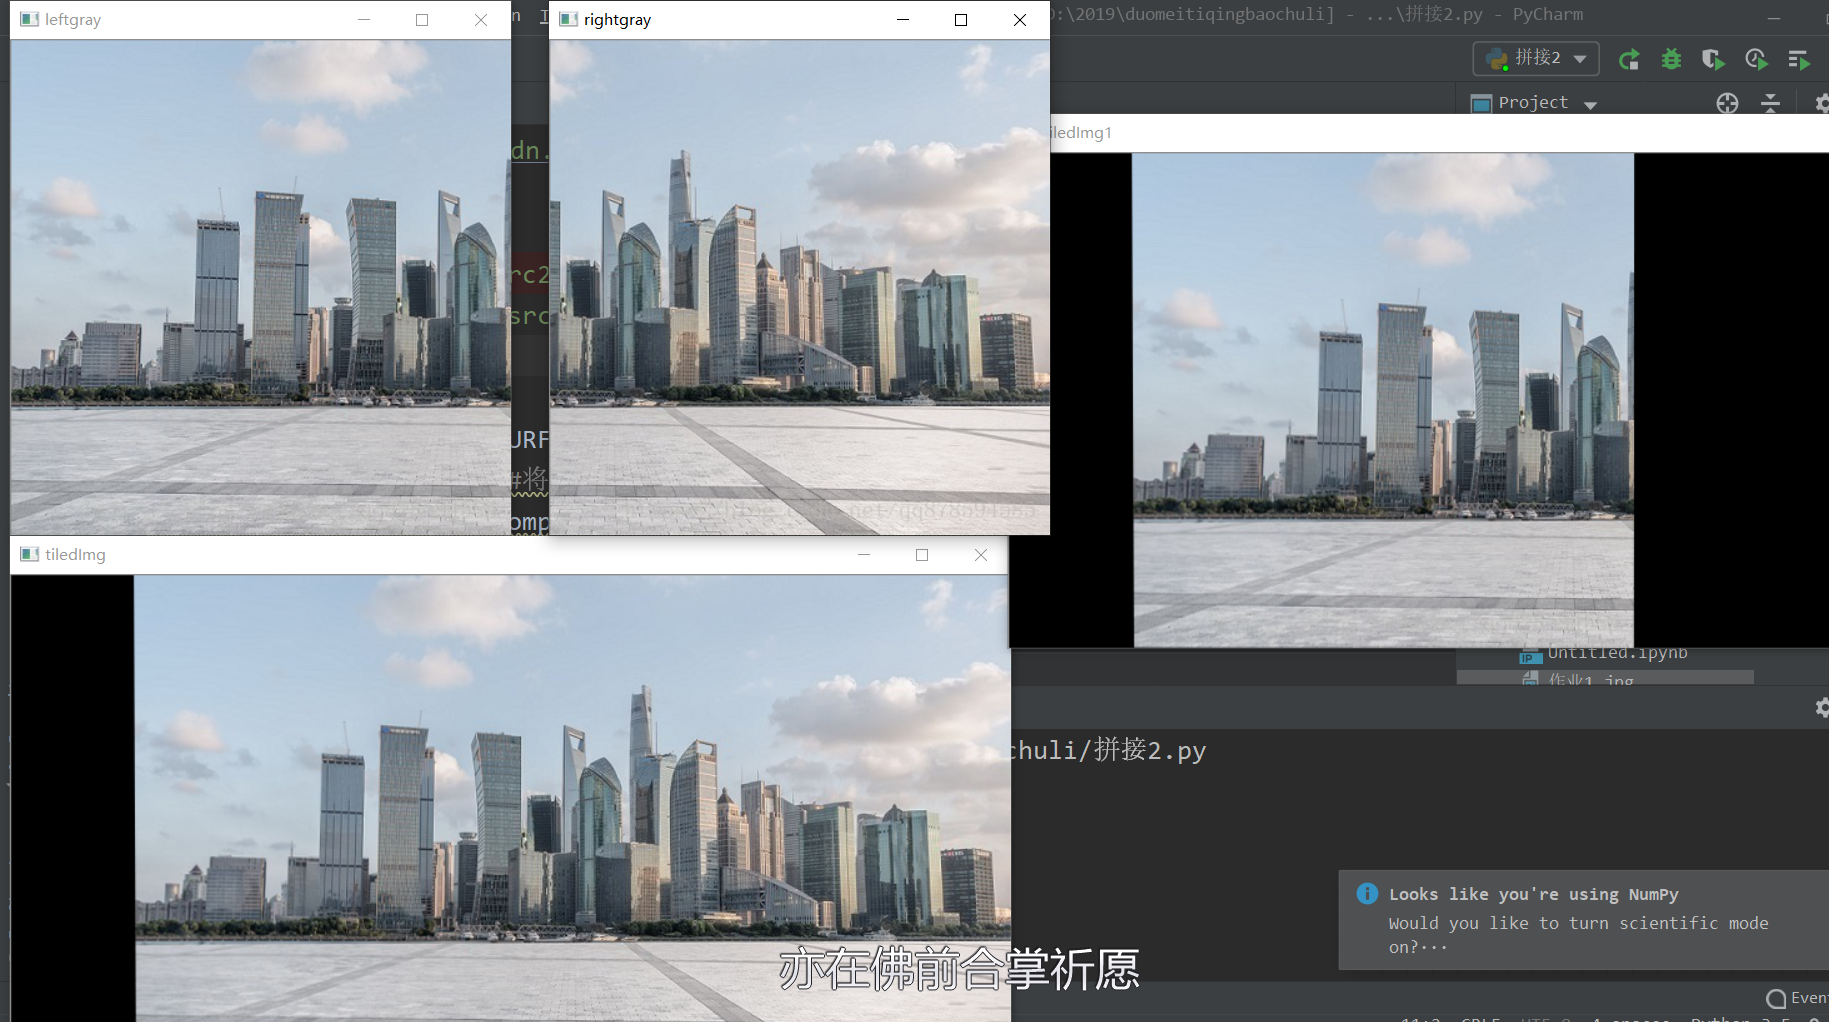 leftgray
rightgray
D:\2019\duomeitiqingbaochuli] - ...\拼接2.py - PyCharm
拼接2
Project
iledImg1
dn.
rc2
src
URF
#将
omp
tiledImg
Untitled.ipynb
作业1.jpg
chuli/拼接2.py
Looks like you're using NumPy
Would you like to turn scientific mode
on?...
亦在佛前合掌祈愿
Even